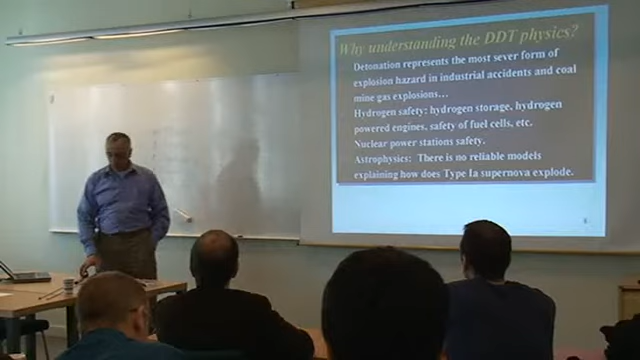 Why understanding the DDT physics?
Detonation represents the most sever form of
explosion hazard in industrial accidents and coal
mine gas explosions…
Hydrogen safety: hydrogen storage, hydrogen
powered engines, safety of fuel cells, etc.
Nuclear power stations safety.
Astrophysics: There is no reliable models
explaining how does Type Ia supernova explode.